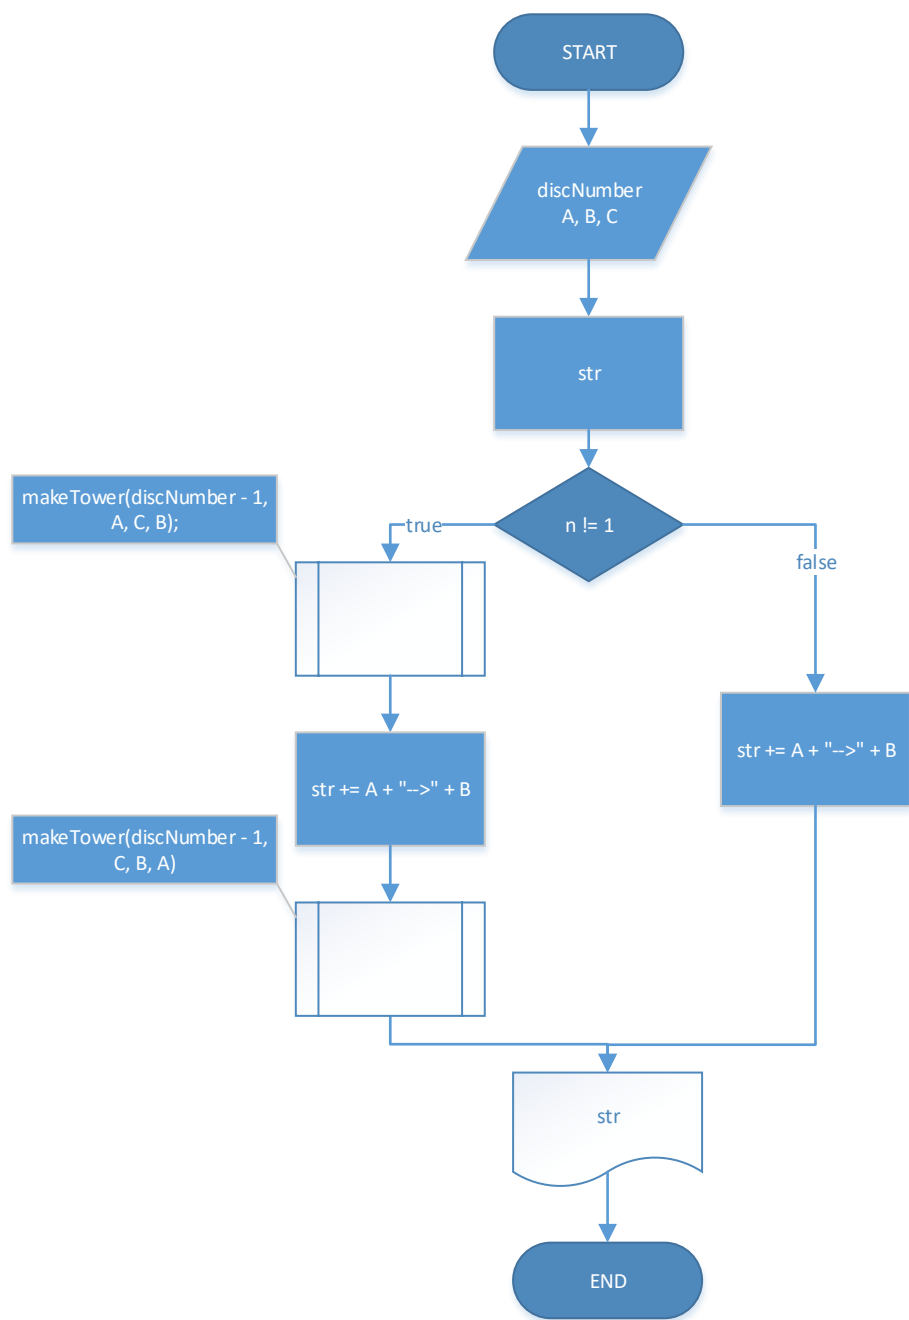 START
discNumber
A, B, C
str
n != 1
true
false
makeTower(discNumber - 1,
A, C, B);
str += A + "-->" + B
str += A + "-->" + B
makeTower(discNumber - 1,
C, B, A)
str
END